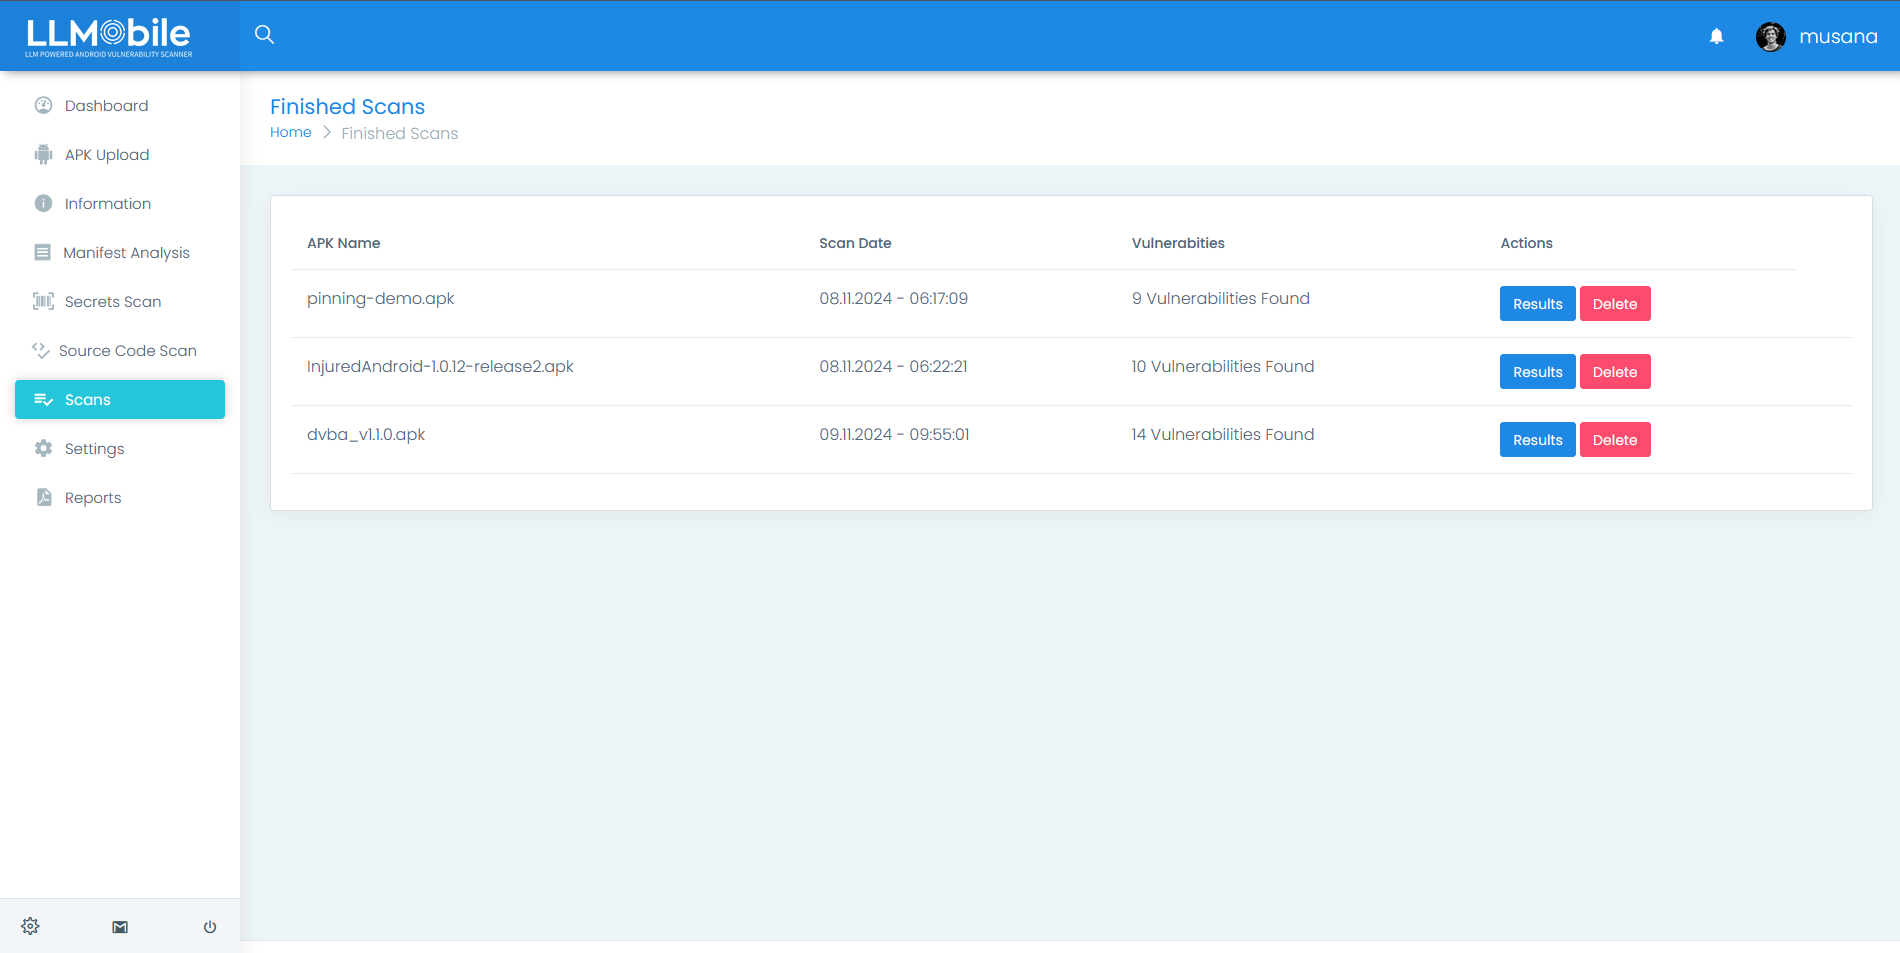 LLMobile
LLM POWERED ANDROID VULNERABILITY SCANNER
musana
Dashboard
APK Upload
Information
Manifest Analysis
Secrets Scan
Source Code Scan
Scans
Settings
Reports
Finished Scans
Home > Finished Scans
APK Name Scan Date Vulnerabities Actions
pinning-demo.apk 08.11.2024 - 06:17:09 9 Vulnerabilities Found Results Delete
InjuredAndroid-1.0.12-release2.apk 08.11.2024 - 06:22:21 10 Vulnerabilities Found Results Delete
dvba_v1.1.0.apk 09.11.2024 - 09:55:01 14 Vulnerabilities Found Results Delete